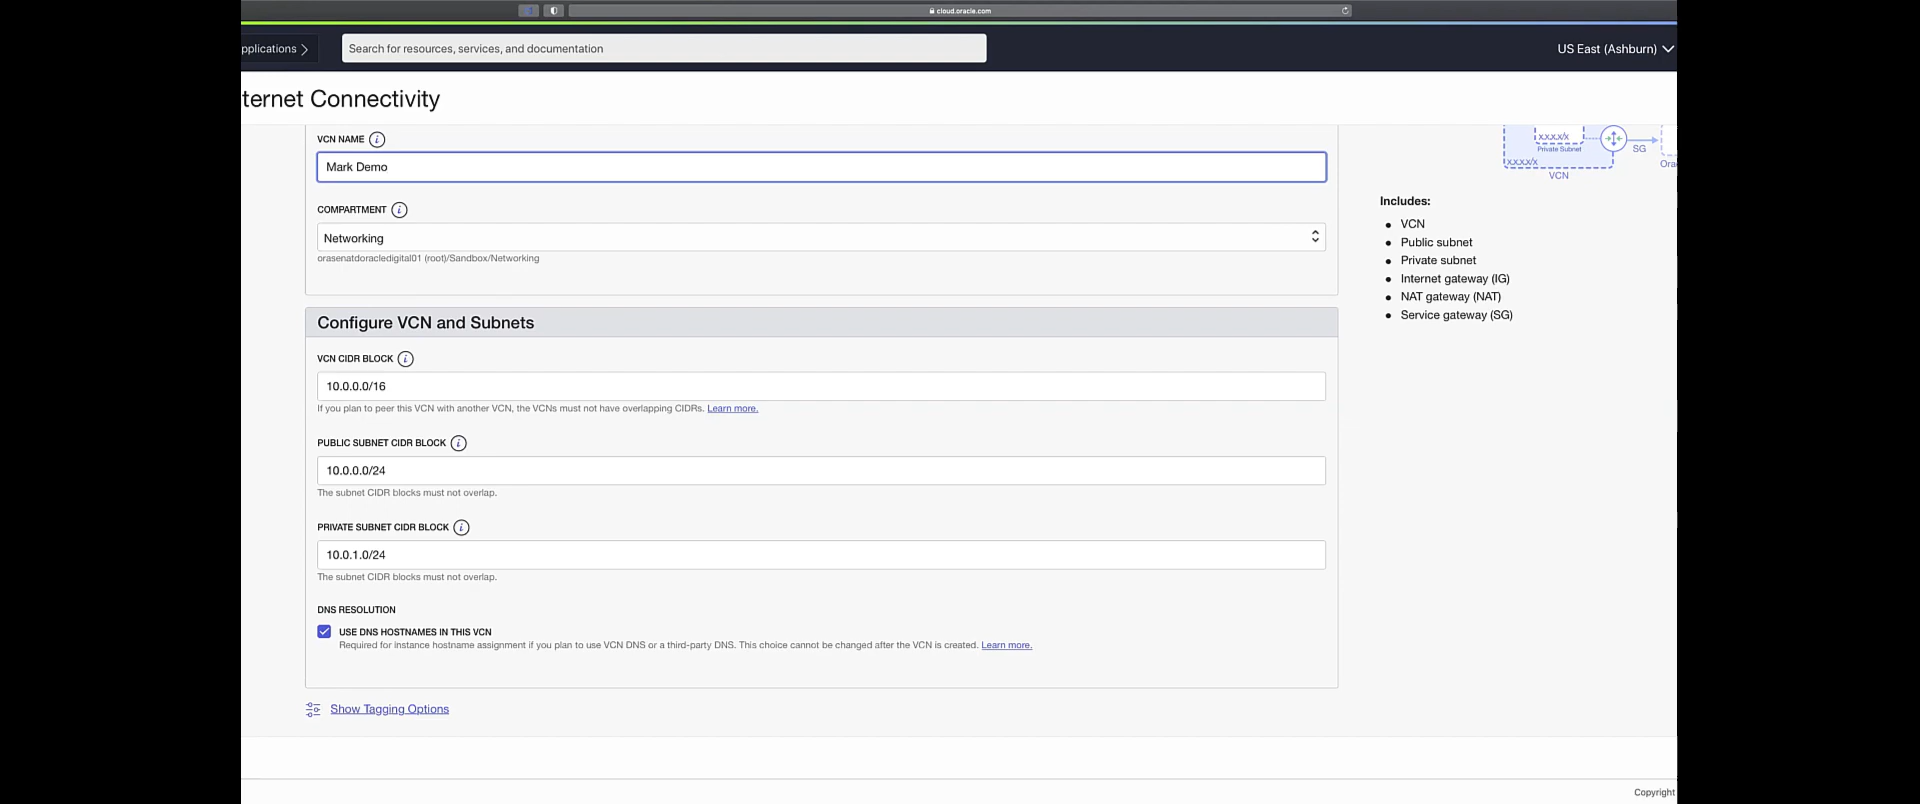 cloud.oracle.com
pplications
Search for resources, services, and documentation
US East (Ashburn)
ternet Connectivity
VCN NAME
Mark Demo
COMPARTMENT
Networking
orasenatdoracledigital01 (root)/Sandbox/Networking
Configure VCN and Subnets
VCN CIDR BLOCK
10.0.0.0/16
If you plan to peer this VCN with another VCN, the VCNs must not have overlapping CIDRs. Learn more.
PUBLIC SUBNET CIDR BLOCK
10.0.0.0/24
The subnet CIDR blocks must not overlap.
PRIVATE SUBNET CIDR BLOCK
10.0.1.0/24
The subnet CIDR blocks must not overlap.
DNS RESOLUTION
USE DNS HOSTNAMES IN THIS VCN
Required for instance hostname assignment if you plan to use VCN DNS or a third-party DNS. This choice cannot be changed after the VCN is created. Learn more.
Show Tagging Options
x.x.x.x/x
Private Subnet
SG
x.x.x.x/x
Orac
VCN
Includes:
VCN
Public subnet
Private subnet
Internet gateway (IG)
NAT gateway (NAT)
Service gateway (SG)
Copyright